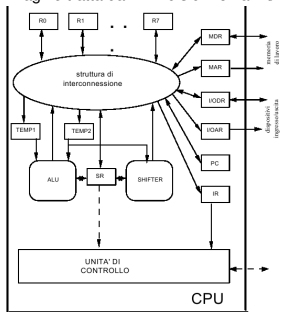 R0 R1 . . R7
MDR
MAR
memoria di lavoro
struttura di
interconnessione
I/ODR
I/OAR
dispositivi ingresso/uscita
TEMP1
TEMP2
PC
ALU
SR
SHIFTER
IR
UNITA' DI
CONTROLLO
CPU